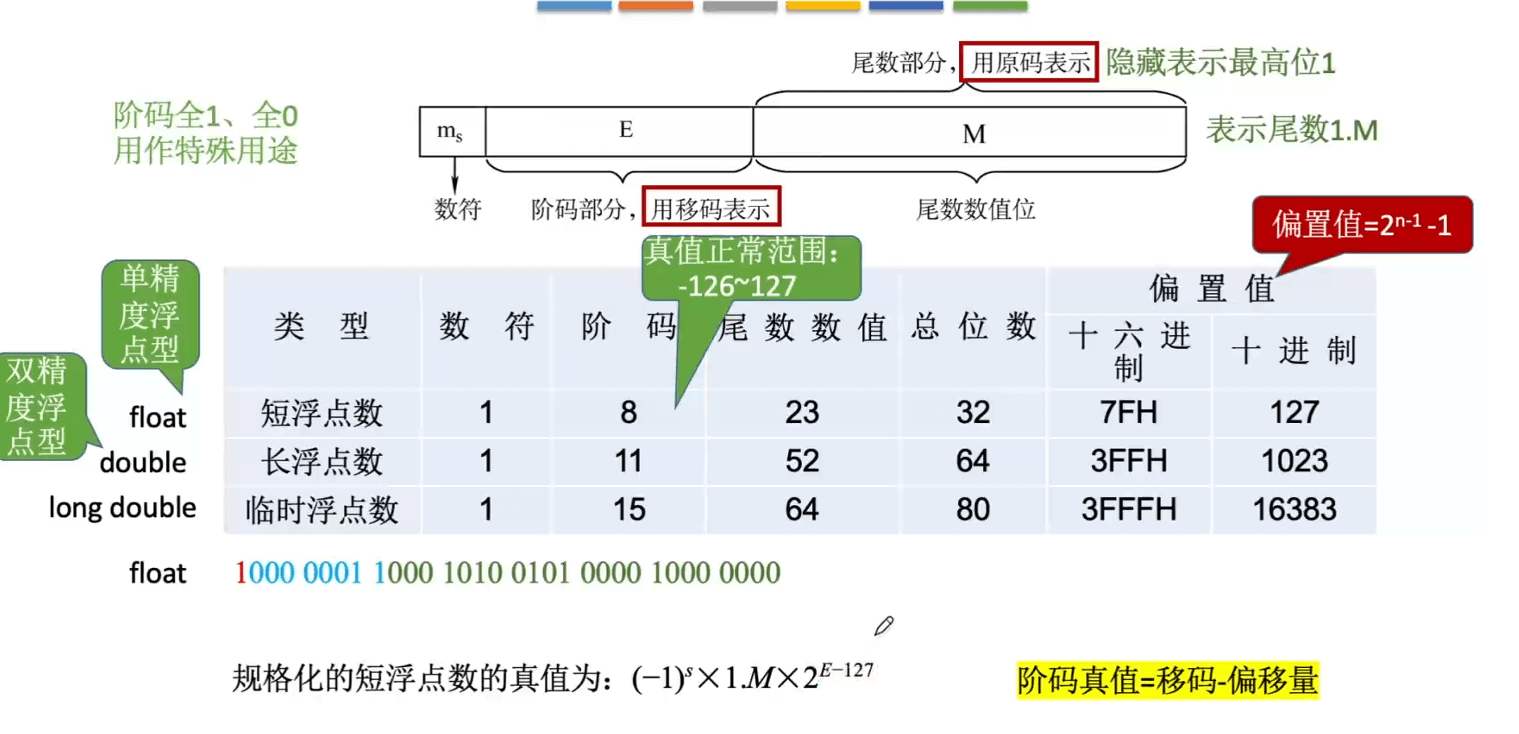 尾数部分，用原码表示 隐藏表示最高位1
阶码全1、全0
用作特殊用途
mₛ E M
表示尾数1.M
数符 阶码部分，用移码表示 尾数数值位
偏置值=2ⁿ⁻¹ -1
真值正常范围：
-126~127
单精
度浮
点型
双精
度浮
点型
类 型 数 符 阶 码 尾数数值 总位数 偏 置 值
十六进
制
十进制
float 短浮点数 1 8 23 32 7FH 127
double 长浮点数 1 11 52 64 3FFH 1023
long double 临时浮点数 1 15 64 80 3FFFH 16383
float 1000 0001 1000 1010 0101 0000 1000 0000
规格化的短浮点数的真值为：(−1)ˢ×1.M×2ᴱ⁻¹²⁷
阶码真值=移码-偏移量